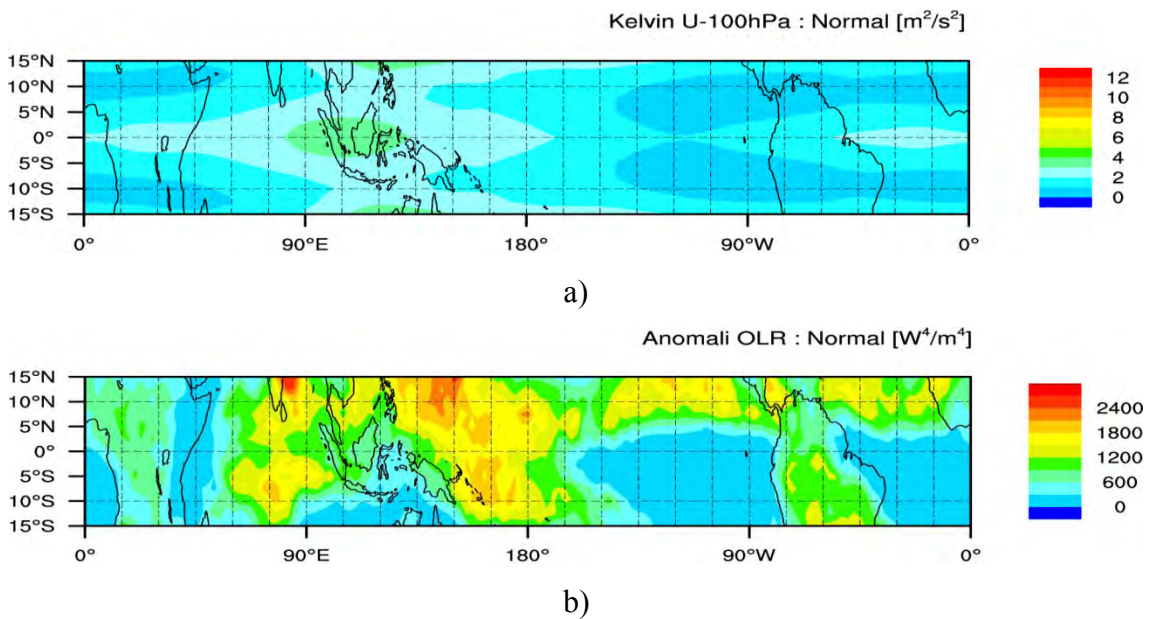 Kelvin U-100hPa : Normal [m²/s²]
15°N
10°N
5°N
0°
5°S
10°S
15°S
0° 90°E 180° 90°W 0°
12
10
8
6
4
2
0
a)
Anomali OLR : Normal [W⁴/m⁴]
15°N
10°N
5°N
0°
5°S
10°S
15°S
0° 90°E 180° 90°W 0°
2400
1800
1200
600
0
b)